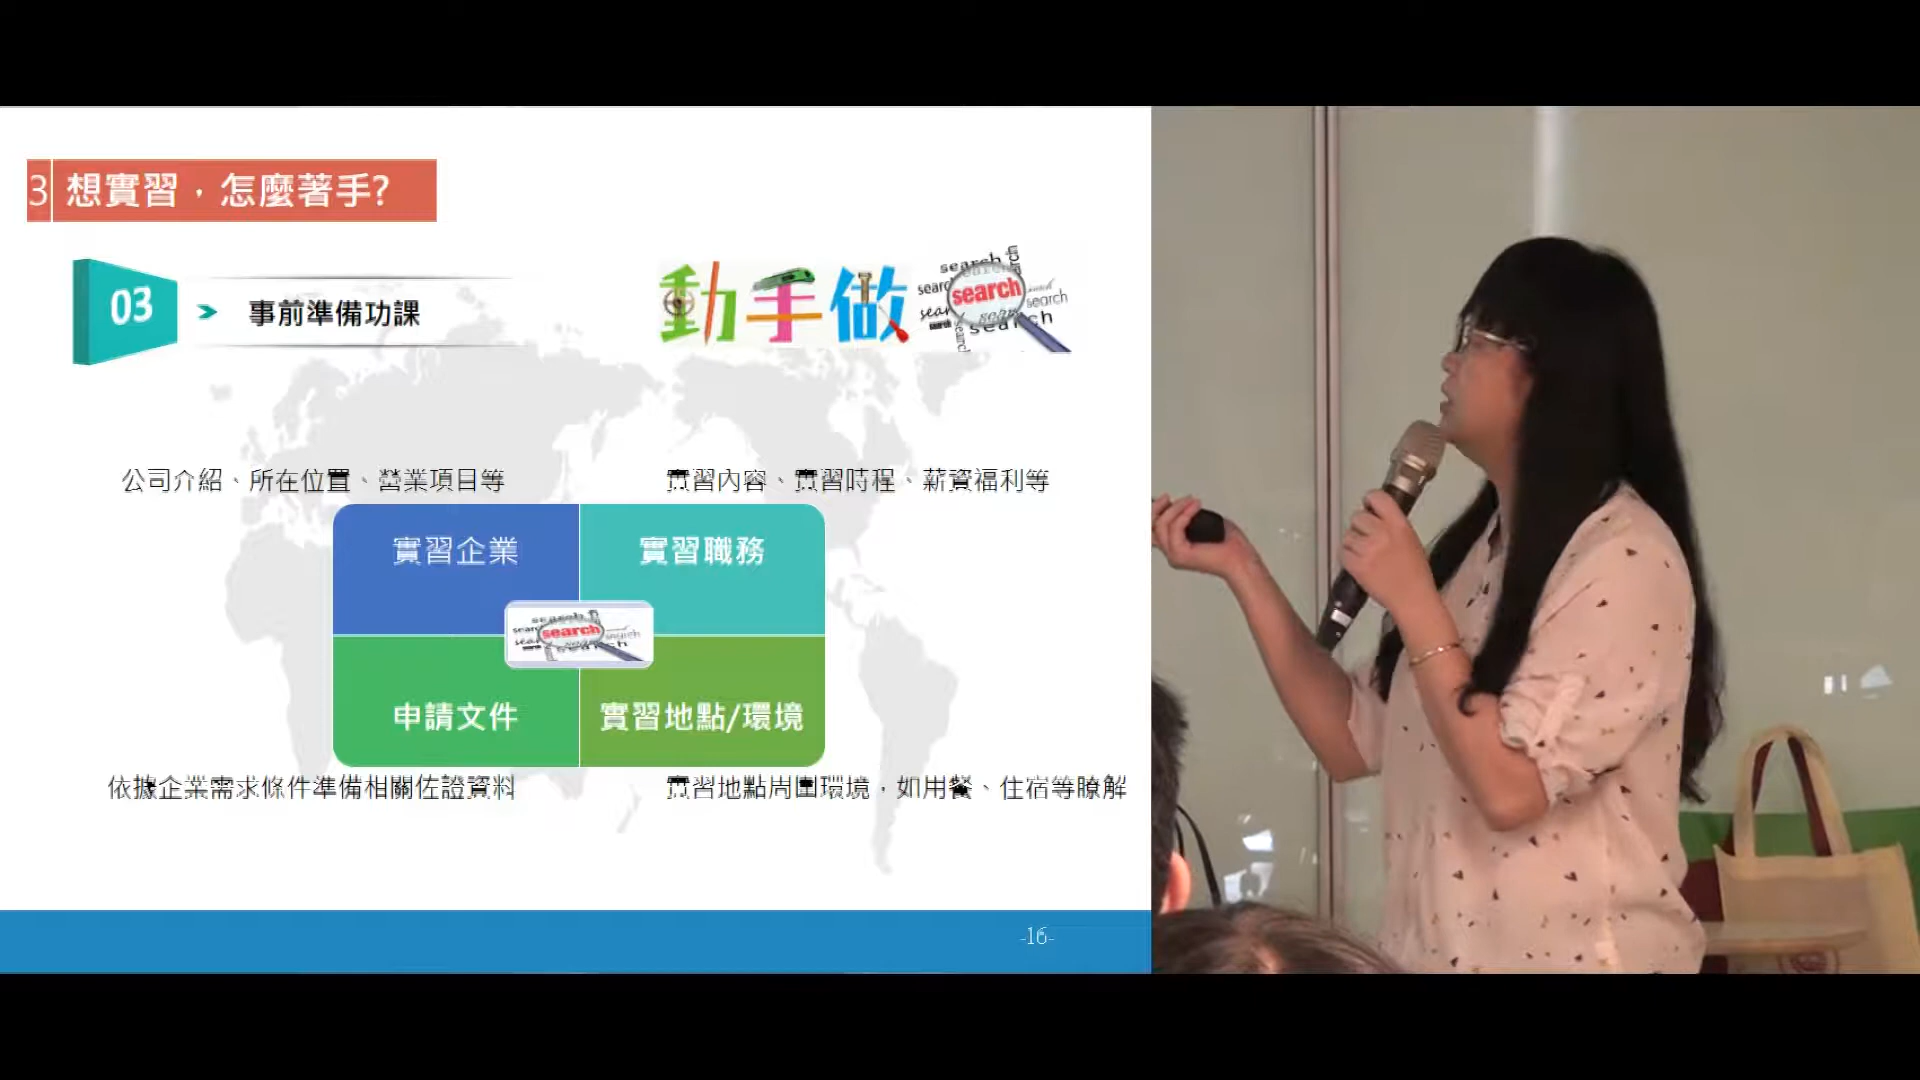 3 想實習，怎麼著手?
03 事前準備功課
動手做
search
search
search
search
公司介紹、所在位置、營業項目等
實習內容、實習時程、薪資福利等
實習企業
實習職務
search
申請文件
實習地點/環境
依據企業需求條件準備相關佐證資料
實習地點周圍環境，如用餐、住宿等瞭解
-16-